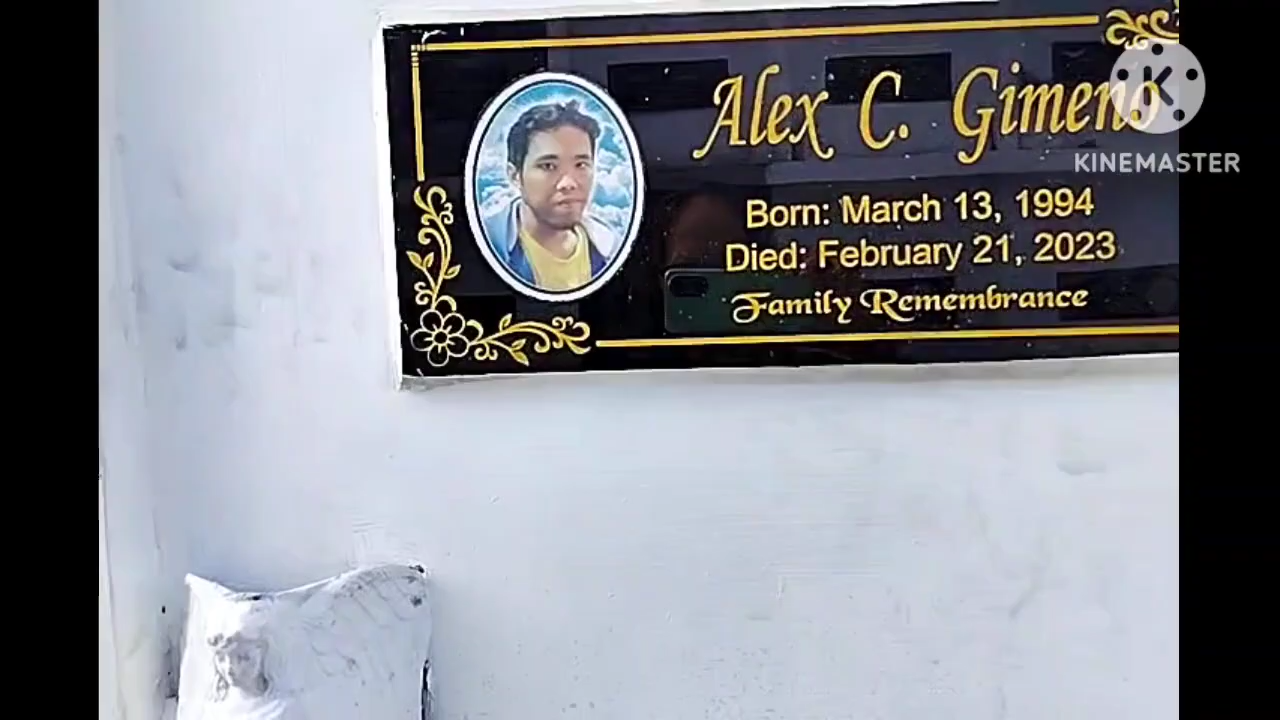 Alex C. Gimeno
KINEMASTER
Born: March 13, 1994
Died: February 21, 2023
Family Remembrance